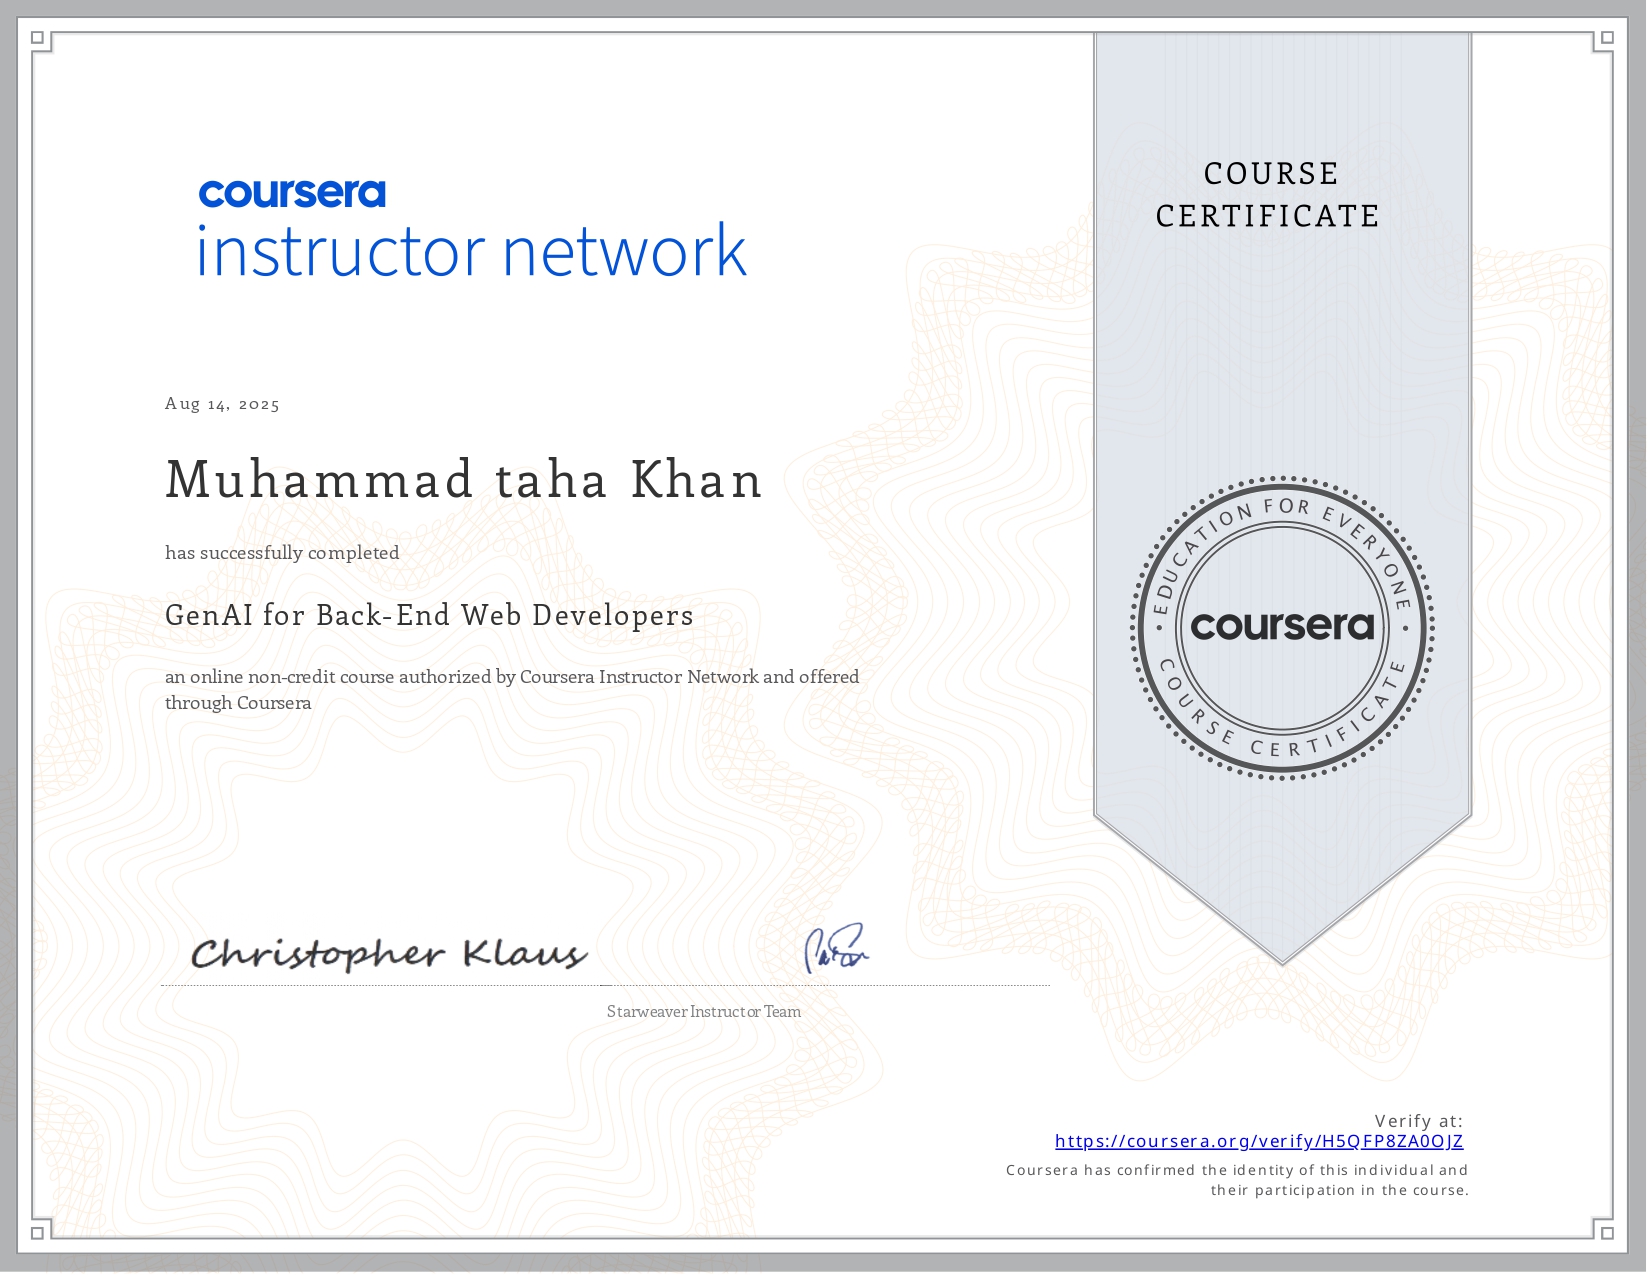 coursera
instructor network
COURSE
CERTIFICATE
Aug 14, 2025
Muhammad taha Khan
has successfully completed
GenAI for Back-End Web Developers
an online non-credit course authorized by Coursera Instructor Network and offered
through Coursera
EDUCATION FOR EVERYONE
coursera
COURSE CERTIFICATE
Christopher Klaus
Starweaver Instructor Team
Verify at:
https://coursera.org/verify/H5QFP8ZA0OJZ
Coursera has confirmed the identity of this individual and
their participation in the course.